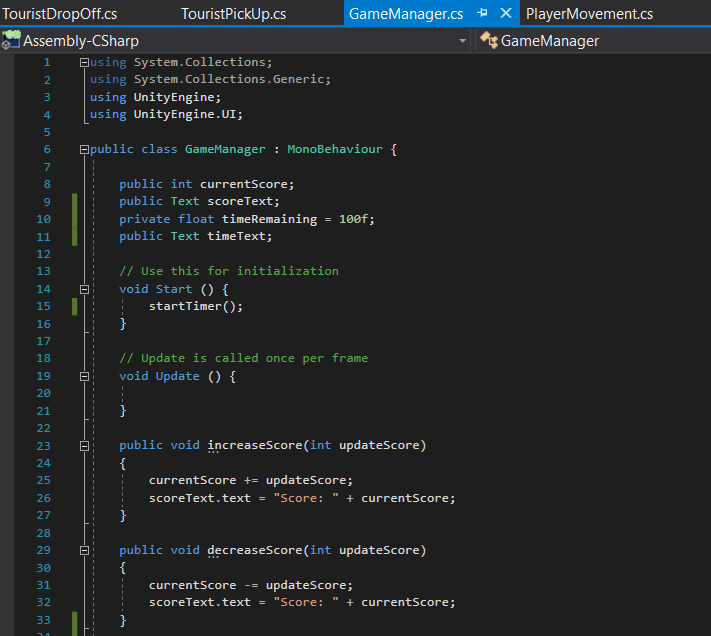 TouristDropOff.cs TouristPickUp.cs GameManager.cs PlayerMovement.cs
Assembly-CSharp GameManager
1 using System.Collections;
2 using System.Collections.Generic;
3 using UnityEngine;
4 using UnityEngine.UI;
5
6 public class GameManager : MonoBehaviour {
7
8 public int currentScore;
9 public Text scoreText;
10 private float timeRemaining = 100f;
11 public Text timeText;
12
13 // Use this for initialization
14 void Start () {
15 startTimer();
16 }
17
18 // Update is called once per frame
19 void Update () {
20
21 }
22
23 public void increaseScore(int updateScore)
24 {
25 currentScore += updateScore;
26 scoreText.text = "Score: " + currentScore;
27 }
28
29 public void decreaseScore(int updateScore)
30 {
31 currentScore -= updateScore;
32 scoreText.text = "Score: " + currentScore;
33 }